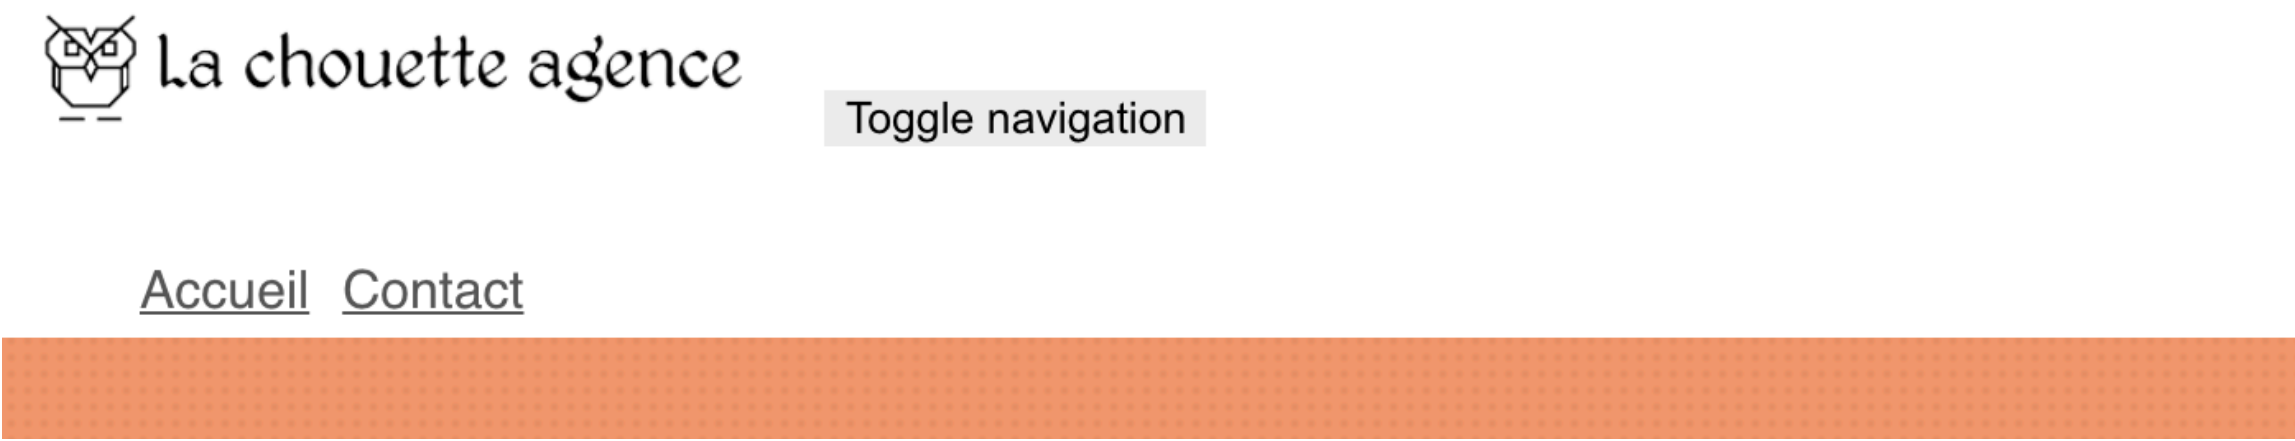 La chouette agence
Toggle navigation
Accueil Contact